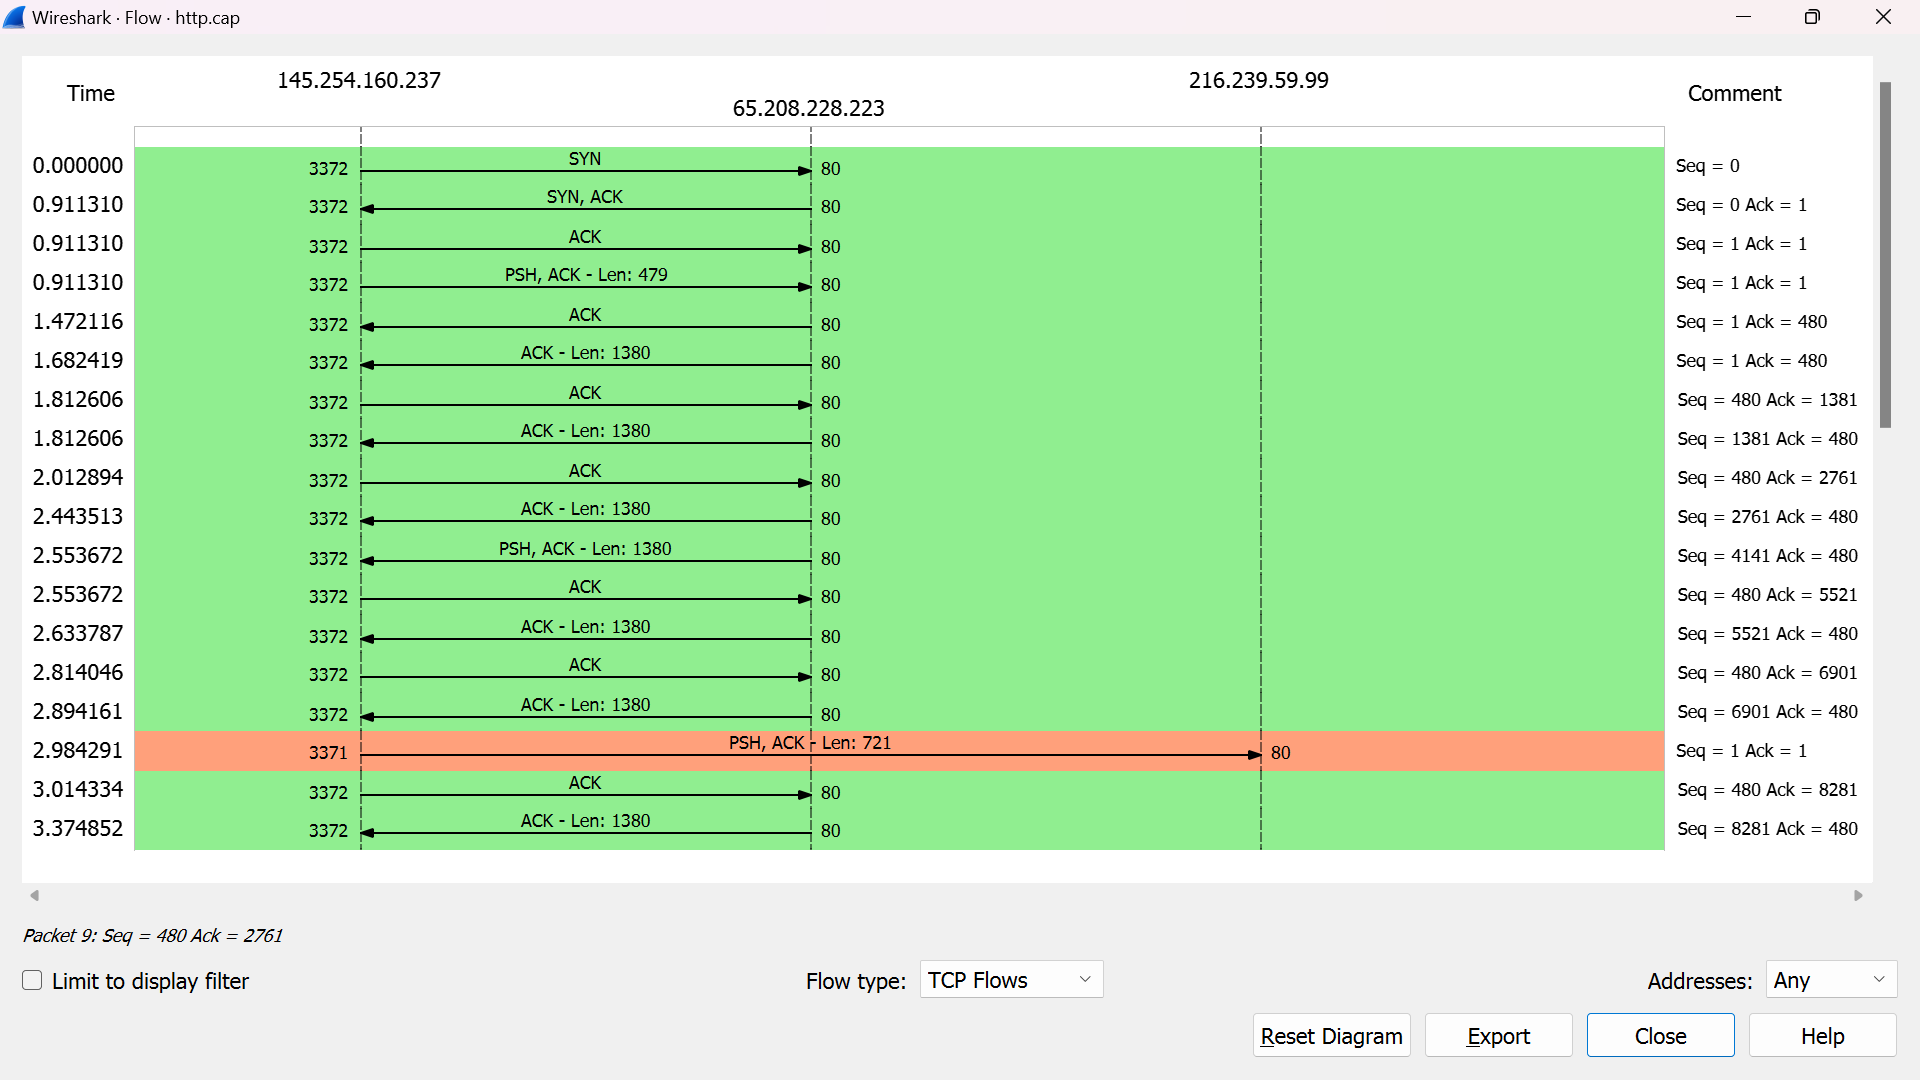 Wireshark · Flow · http.cap
145.254.160.237 216.239.59.99
Time Comment
65.208.228.223
0.000000 3372 SYN 80 Seq = 0
0.911310 3372 SYN, ACK 80 Seq = 0 Ack = 1
0.911310 3372 ACK 80 Seq = 1 Ack = 1
0.911310 3372 PSH, ACK - Len: 479 80 Seq = 1 Ack = 1
1.472116 3372 ACK 80 Seq = 1 Ack = 480
1.682419 3372 ACK - Len: 1380 80 Seq = 1 Ack = 480
1.812606 3372 ACK 80 Seq = 480 Ack = 1381
1.812606 3372 ACK - Len: 1380 80 Seq = 1381 Ack = 480
2.012894 3372 ACK 80 Seq = 480 Ack = 2761
2.443513 3372 ACK - Len: 1380 80 Seq = 2761 Ack = 480
2.553672 3372 PSH, ACK - Len: 1380 80 Seq = 4141 Ack = 480
2.553672 3372 ACK 80 Seq = 480 Ack = 5521
2.633787 3372 ACK - Len: 1380 80 Seq = 5521 Ack = 480
2.814046 3372 ACK 80 Seq = 480 Ack = 6901
2.894161 3372 ACK - Len: 1380 80 Seq = 6901 Ack = 480
2.984291 3371 PSH, ACK - Len: 721 80 Seq = 1 Ack = 1
3.014334 3372 ACK 80 Seq = 480 Ack = 8281
3.374852 3372 ACK - Len: 1380 80 Seq = 8281 Ack = 480
Packet 9: Seq = 480 Ack = 2761
Limit to display filter Flow type: TCP Flows Addresses: Any
Reset Diagram Export Close Help